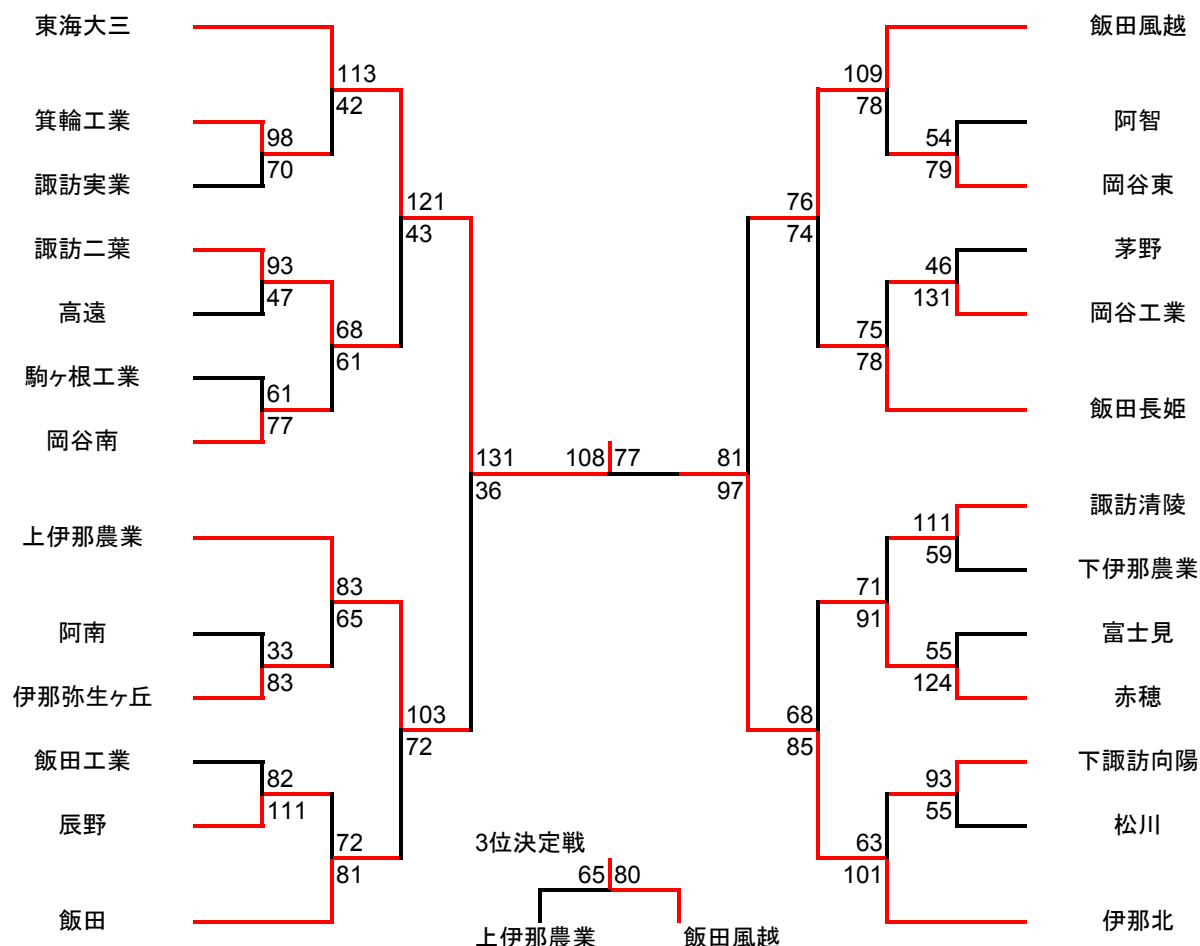 東海大三
箕輪工業
諏訪実業
諏訪二葉
高遠
駒ヶ根工業
岡谷南
上伊那農業
阿南
伊那弥生ヶ丘
飯田工業
辰野
飯田
98
70
93
47
61
77
33
83
82
111
113
42
68
61
83
65
72
81
121
43
103
72
131
36
108 77
81
97
76
74
68
85
109
78
75
78
71
91
63
101
54
79
46
131
111
59
55
124
93
55
飯田風越
阿智
岡谷東
茅野
岡谷工業
飯田長姫
諏訪清陵
下伊那農業
富士見
赤穂
下諏訪向陽
松川
伊那北
3位決定戦
65 80
上伊那農業 飯田風越